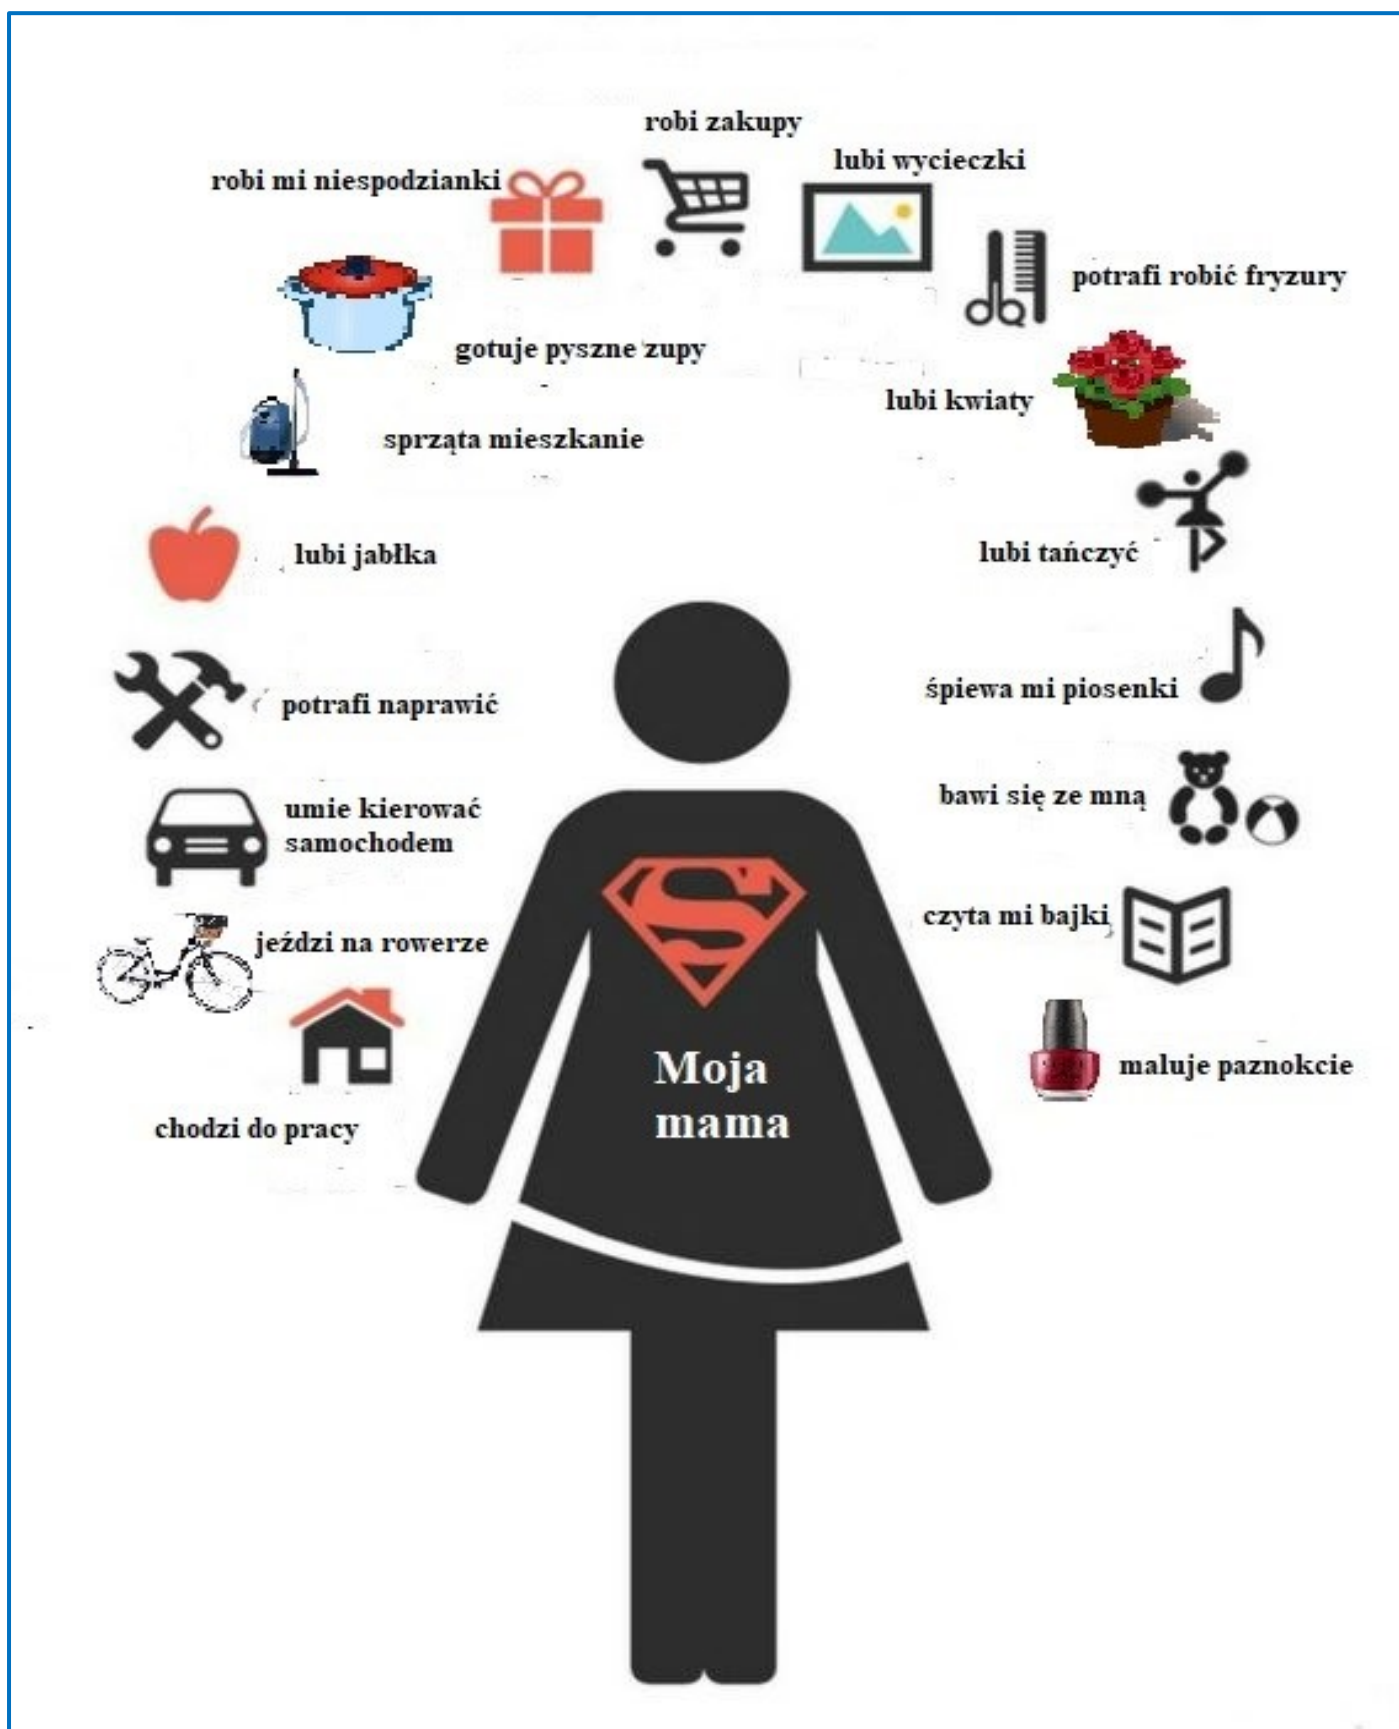 robi zakupy
lubi wycieczki
robi mi niespodzianki
potrafi robić fryzury
gotuje pyszne zupy
lubi kwiaty
sprząta mieszkanie
lubi jabłka
lubi tańczyć
potrafi naprawić
śpiewa mi piosenki
umie kierować
samochodem
bawi się ze mną
czyta mi bajki
jeździ na rowerze
maluje paznokcie
chodzi do pracy
S
Moja
mama